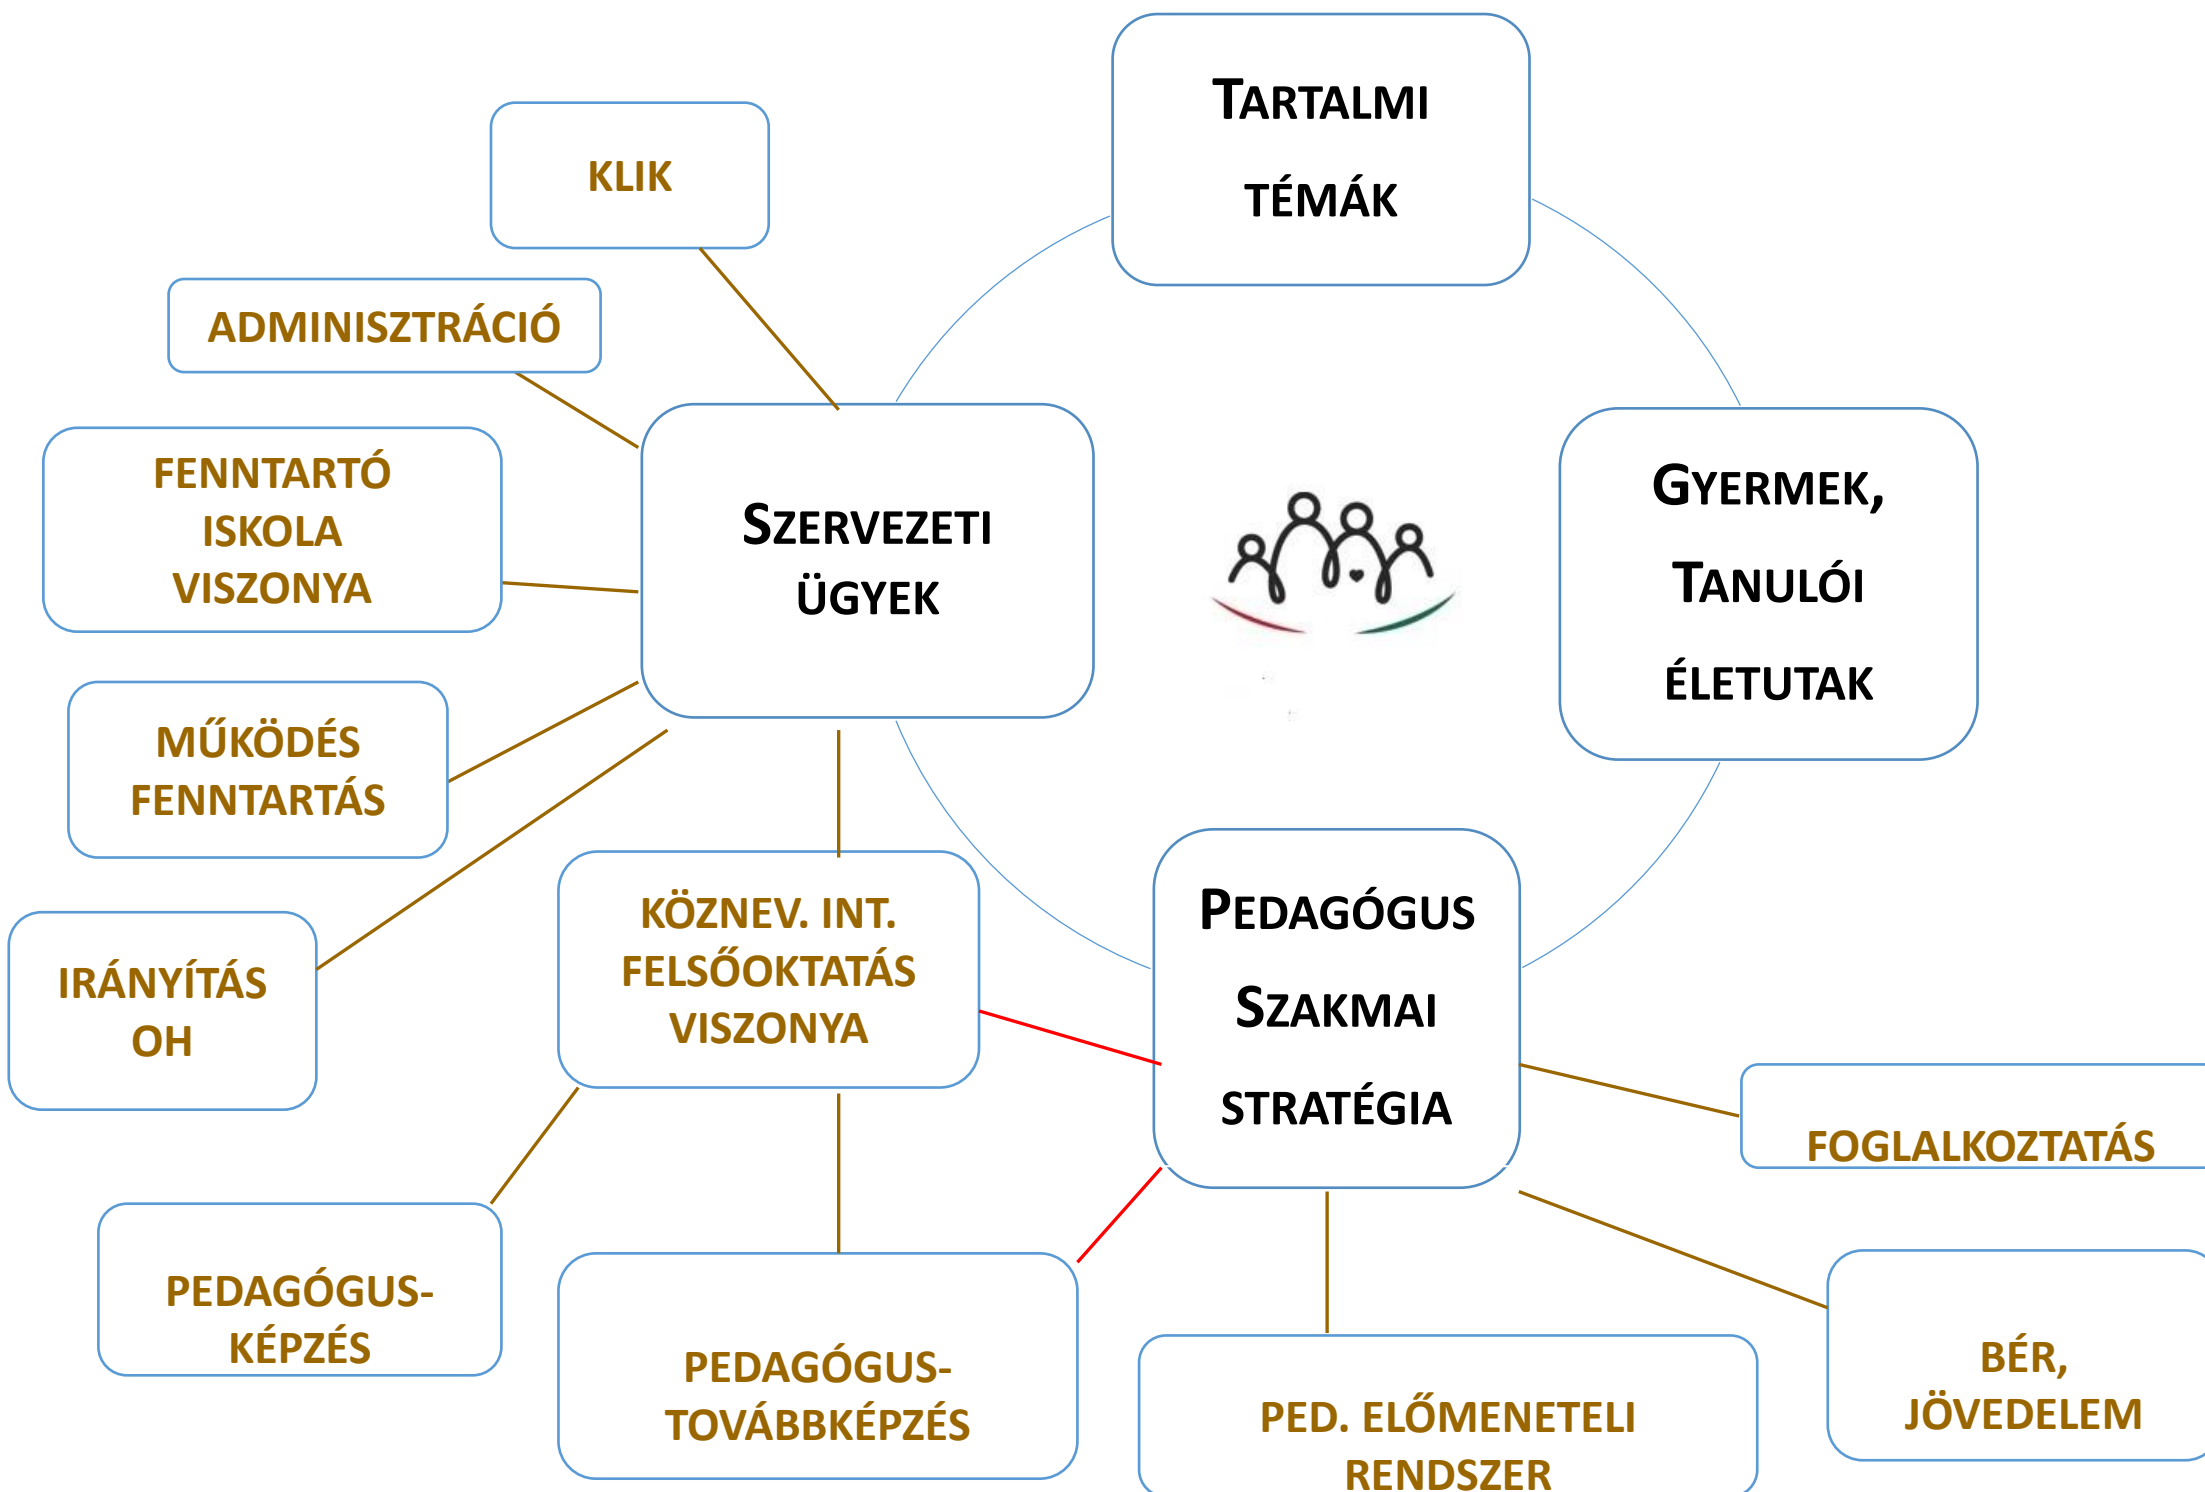 Tartalmi
témák
KLIK
ADMINISZTRÁCIÓ
FENNTARTÓ
ISKOLA
VISZONYA
Szervezeti
ügyek
Gyermek,
Tanulói
életutak
MŰKÖDÉS
FENNTARTÁS
IRÁNYÍTÁS
OH
KÖZNEV. INT.
FELSŐOKTATÁS
VISZONYA
Pedagógus
Szakmai
stratégia
FOGLALKOZTATÁS
PEDAGÓGUS-
KÉPZÉS
PEDAGÓGUS-
TOVÁBBKÉPZÉS
PED. ELŐMENETELI
RENDSZER
BÉR,
JÖVEDELEM